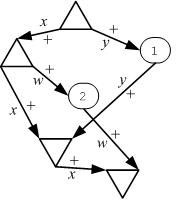 x + + y 1
y
+ w 2
x +
+
w +
+ x